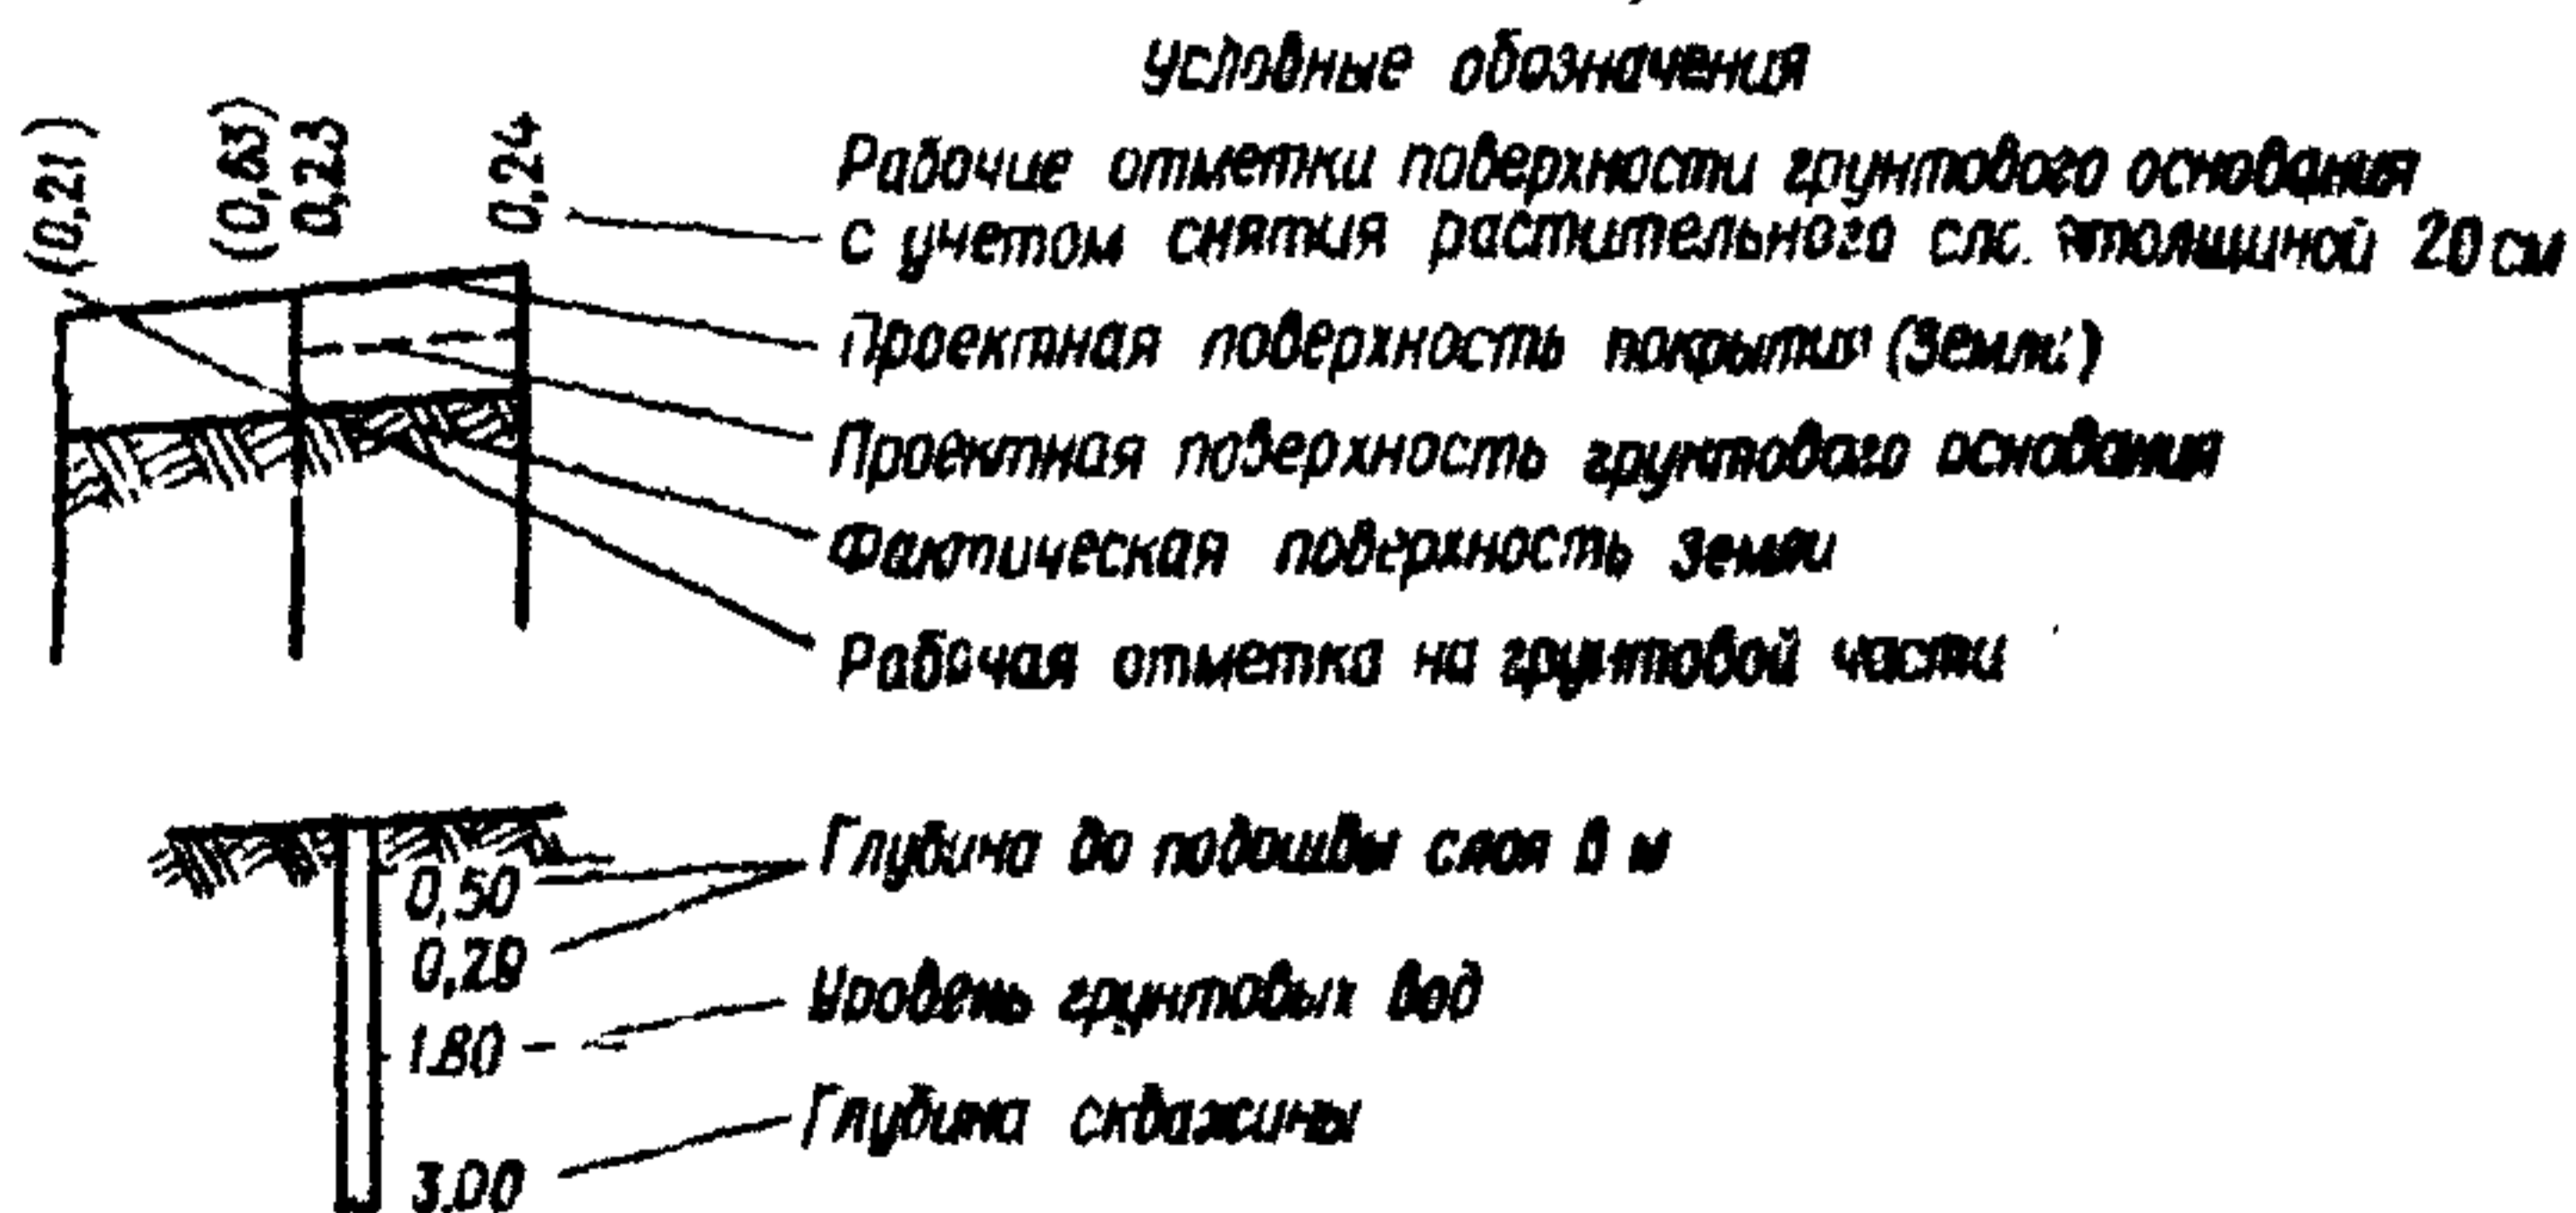 Условные обозначения
(0,21) (0,63) 0,23 0,24
Рабочие отметки поверхности грунтового основания
с учетом снятия растительного толщиной 20 см
Проектная поверхность покрытия (Земли)
Проектная поверхность грунтового основания
Фактическая поверхность Земли
Рабочая отметка на грунтовой части
Глубина до подошвы слоя в м
0,50
0,29
Уровень грунтовых вод
1.80
Глубина скважины
3.00